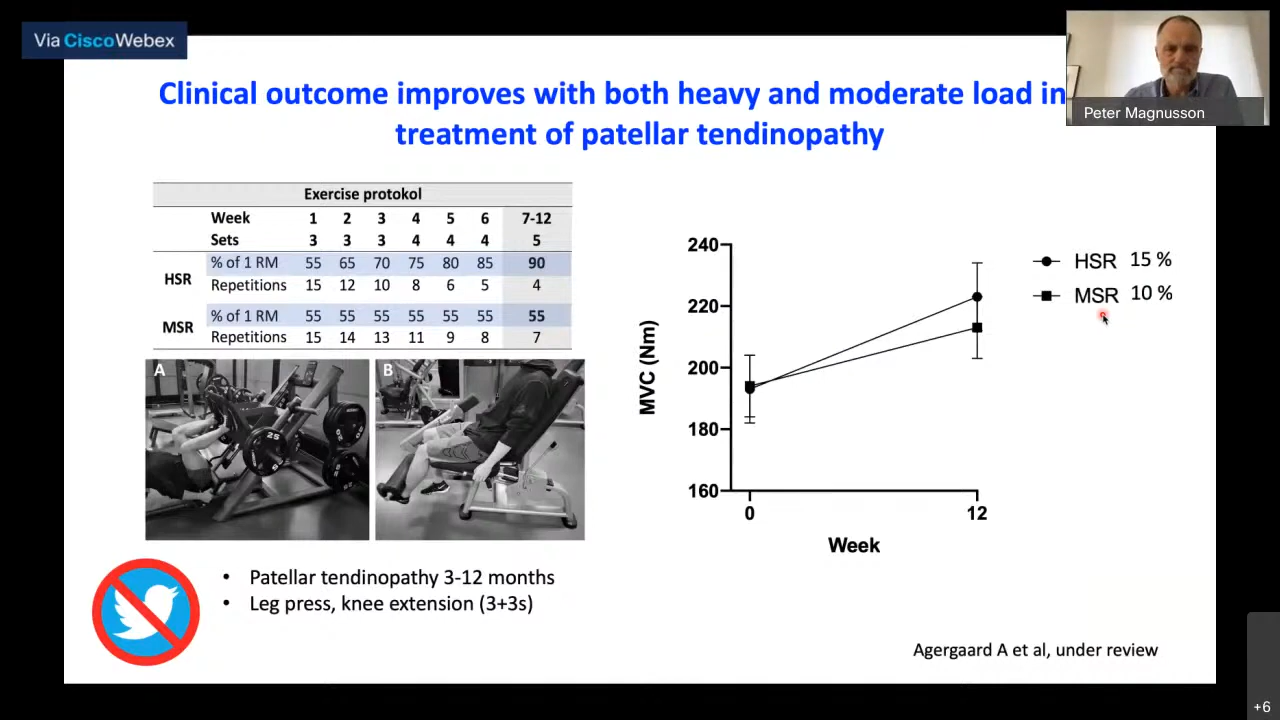 Via Cisco Webex
Peter Magnusson
Clinical outcome improves with both heavy and moderate load in
treatment of patellar tendinopathy
Exercise protokol
Week 1 2 3 4 5 6 7-12
Sets 3 3 3 4 4 4 5
HSR
% of 1 RM 55 65 70 75 80 85 90
Repetitions 15 12 10 8 6 5 4
MSR
% of 1 RM 55 55 55 55 55 55 55
Repetitions 15 14 13 11 9 8 7
A
25
B
• Patellar tendinopathy 3-12 months
• Leg press, knee extension (3+3s)
MVC (Nm)
240
220
200
180
160
0 12
Week
HSR 15 %
MSR 10 %
Agergaard A et al, under review
+6